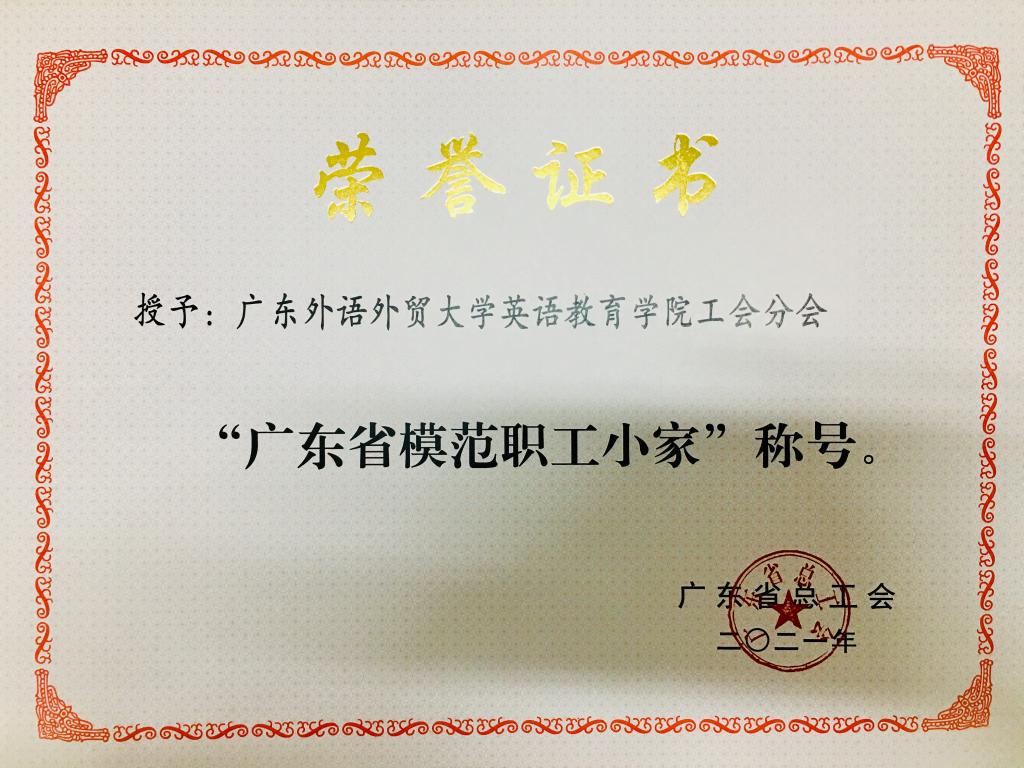 荣誉证书
授予：广东外语外贸大学英语教育学院工会分会
“广东省模范职工小家”称号。
广东省总工会
二〇二一年